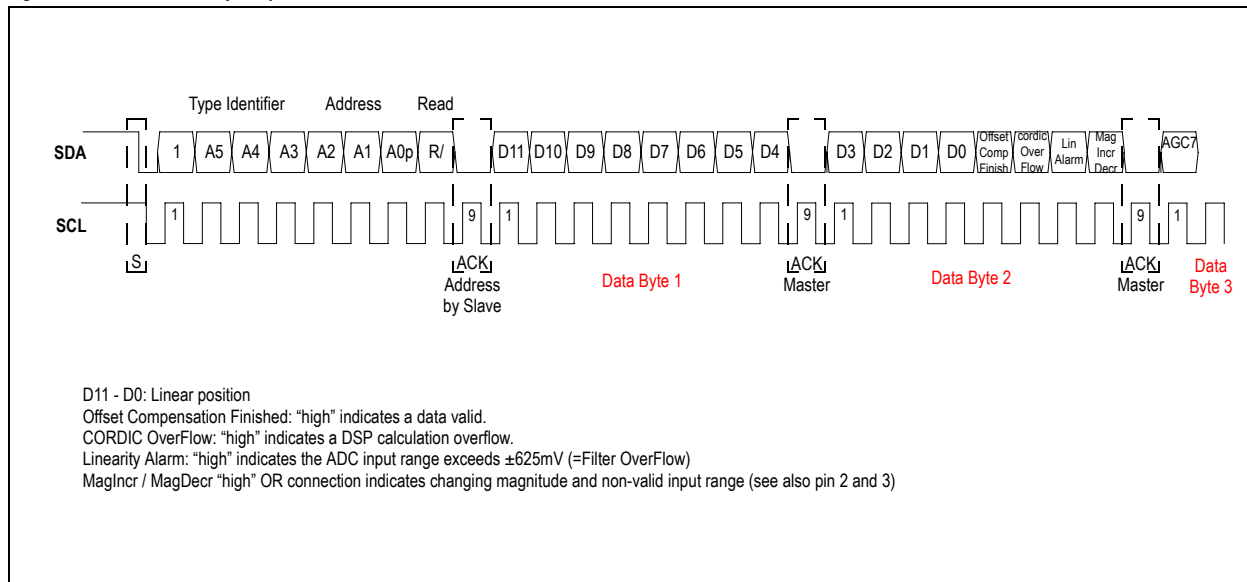 Type Identifier Address Read
SDA 1 A5 A4 A3 A2 A1 A0p R/ D11 D10 D9 D8 D7 D6 D5 D4 D3 D2 D1 D0 Offset Comp Finish cordic Over Flow Lin Alarm Mag Incr Decr AGC7
SCL 1 9 1 9 1 9 1
S ACK Address by Slave Data Byte 1 ACK Master Data Byte 2 ACK Master Data Byte 3
D11 - D0: Linear position
Offset Compensation Finished: “high” indicates a data valid.
CORDIC OverFlow: “high” indicates a DSP calculation overflow.
Linearity Alarm: “high” indicates the ADC input range exceeds ±625mV (=Filter OverFlow)
MagIncr / MagDecr “high” OR connection indicates changing magnitude and non-valid input range (see also pin 2 and 3)